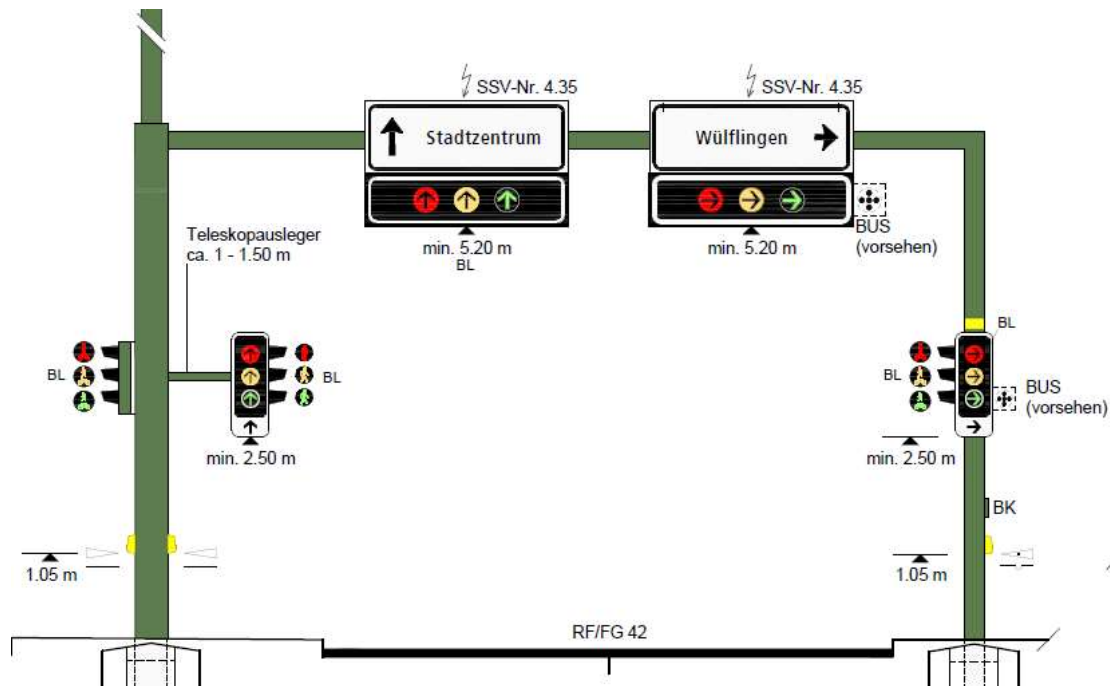 SSV-Nr. 4.35
SSV-Nr. 4.35
Stadtzentrum
Wülflingen
Teleskopausleger
ca. 1 - 1.50 m
min. 5.20 m
BL
min. 5.20 m
BUS
(vorsehen)
BL
BL
BL
BL
BUS
(vorsehen)
min. 2.50 m
min. 2.50 m
BK
1.05 m
1.05 m
RF/FG 42